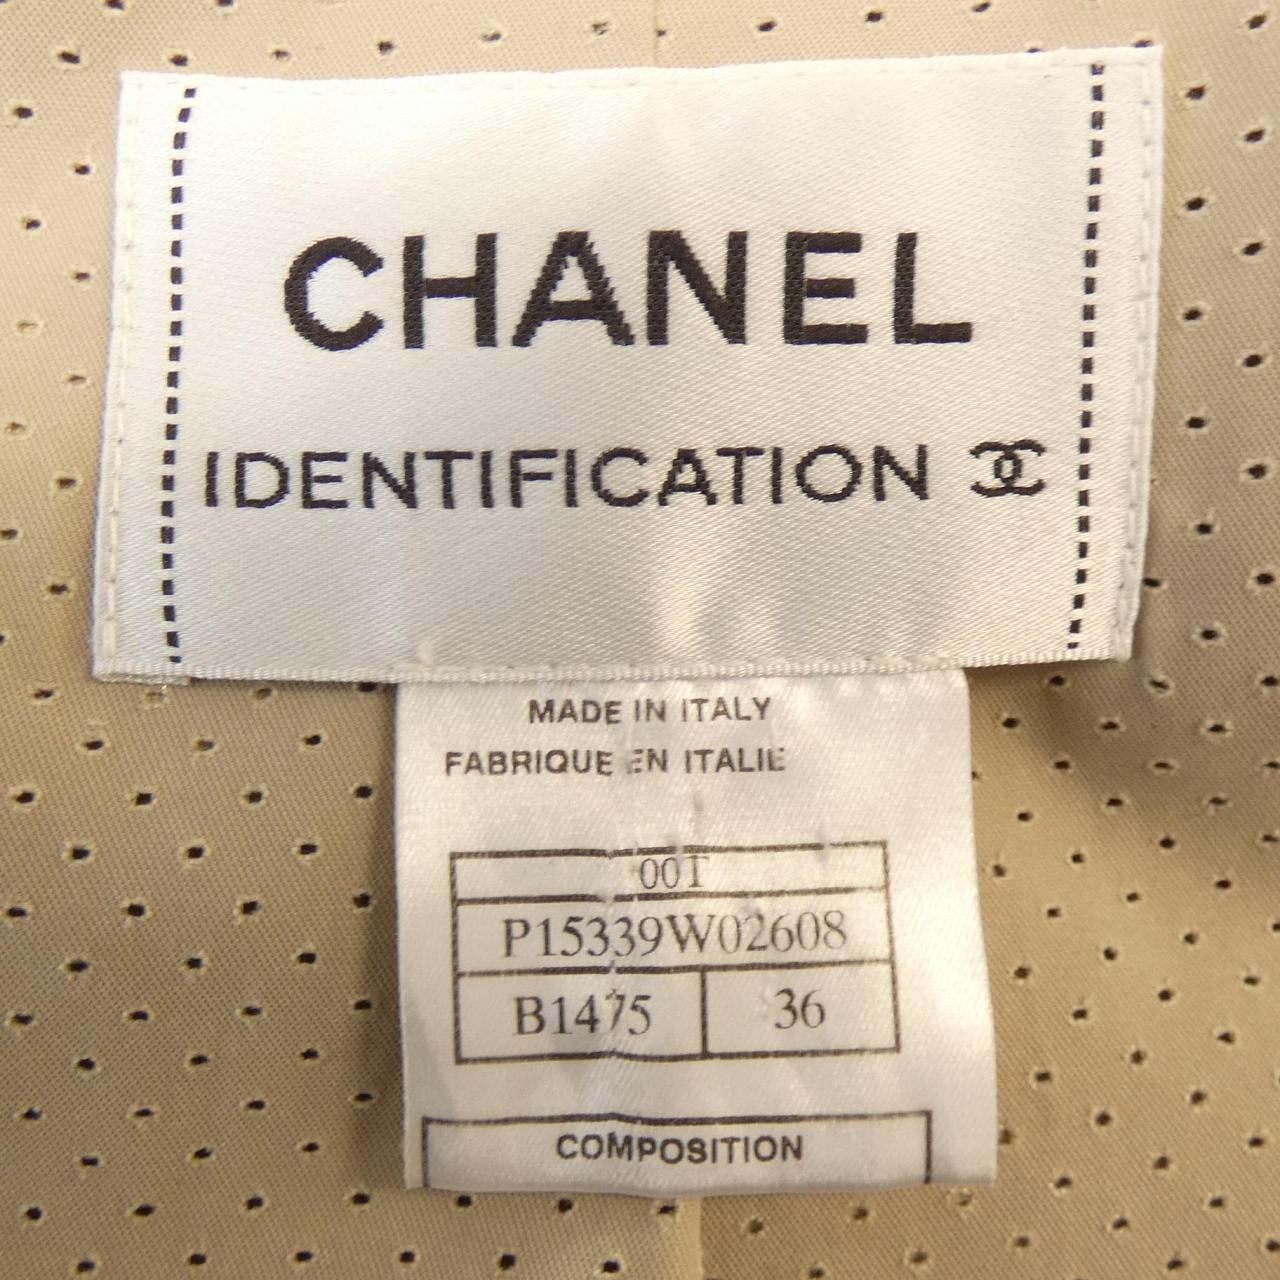 CHANEL
IDENTIFICATION
MADE IN ITALY
FABRIQUE EN ITALIE
00T
P15339W02608
B1475 36
COMPOSITION